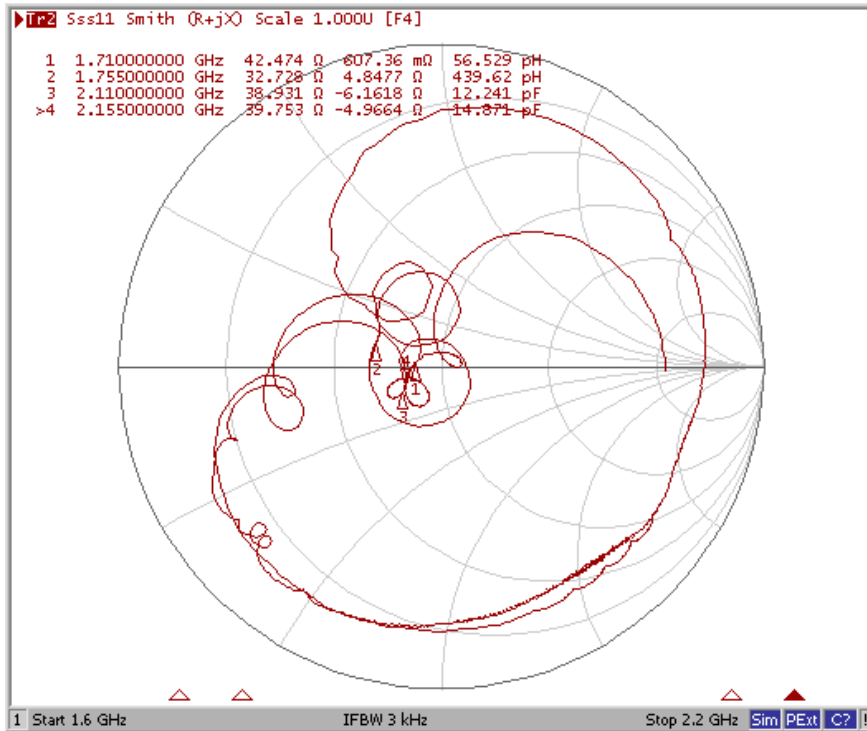 Tr2 Sss11 Smith (R+jX) Scale 1.000U [F4]
1 1.710000000 GHz 42.474 Ω 607.36 mΩ 56.529 pH
2 1.755000000 GHz 32.728 Ω 4.8477 Ω 439.62 pH
3 2.110000000 GHz 38.931 Ω -6.1618 Ω 12.241 pF
>4 2.155000000 GHz 39.753 Ω -4.9664 Ω 14.871 pF
4
2
1
3
1 Start 1.6 GHz IFBW 3 kHz Stop 2.2 GHz Sim PExt C?